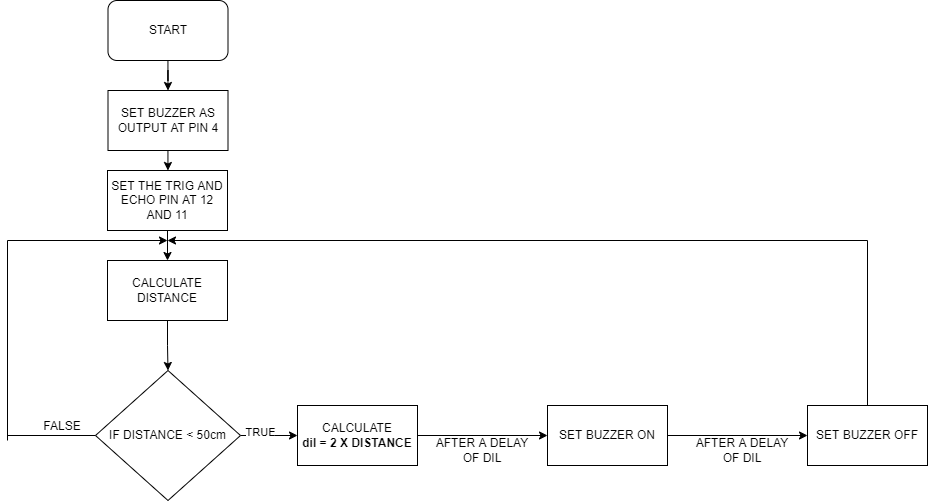 START
SET BUZZER AS
OUTPUT AT PIN 4
SET THE TRIG AND
ECHO PIN AT 12
AND 11
CALCULATE
DISTANCE
FALSE
IF DISTANCE < 50cm
TRUE
CALCULATE
dil = 2 X DISTANCE
AFTER A DELAY
OF DIL
SET BUZZER ON
AFTER A DELAY
OF DIL
SET BUZZER OFF